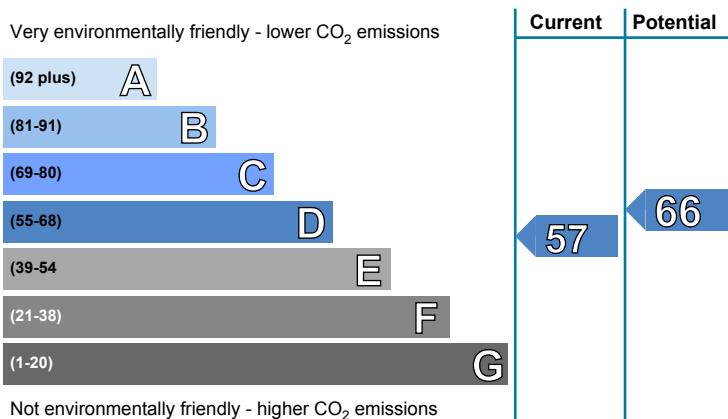 Current Potential
Very environmentally friendly - lower CO2 emissions
(92 plus) A
(81-91) B
(69-80) C
(55-68) D
(39-54 E
(21-38) F
(1-20) G
57
66
Not environmentally friendly - higher CO2 emissions